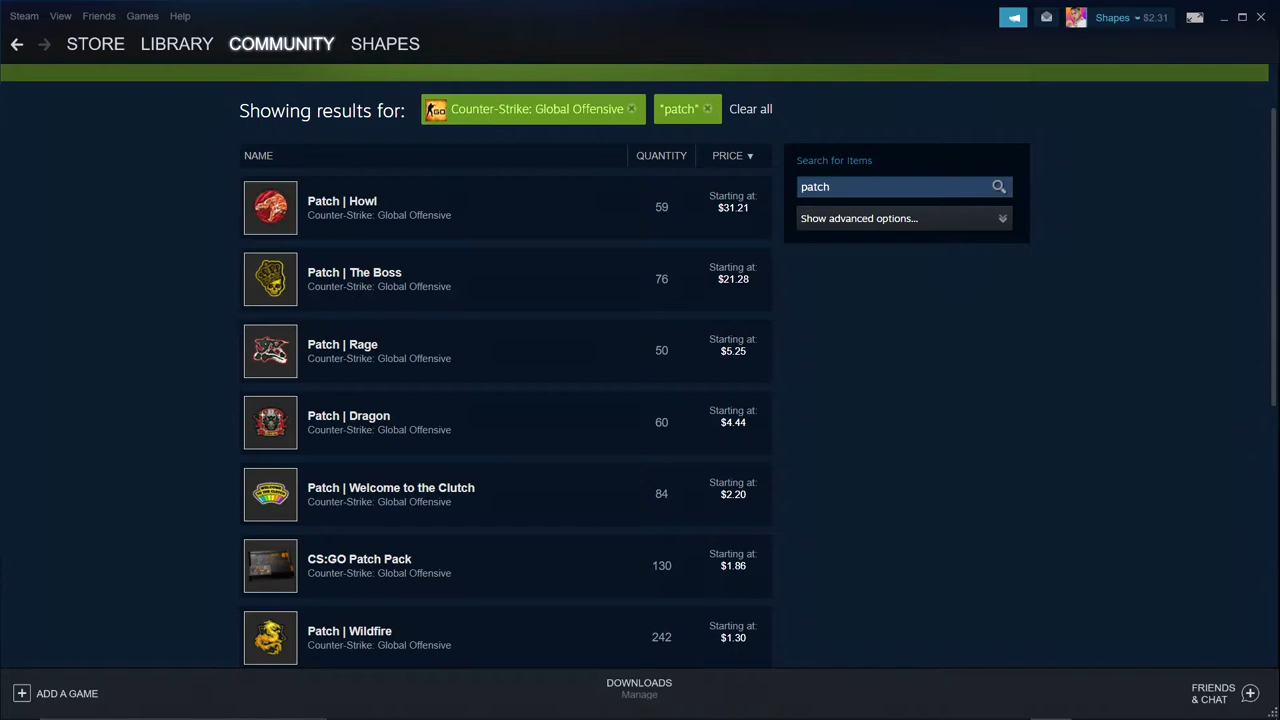 Steam View Friends Games Help
Shapes $2.31
STORE LIBRARY COMMUNITY SHAPES
Showing results for: Counter-Strike: Global Offensive "patch" Clear all
NAME QUANTITY PRICE ▼
Search for Items
patch
Show advanced options...
Patch | Howl
Counter-Strike: Global Offensive
59
Starting at:
$31.21
Patch | The Boss
Counter-Strike: Global Offensive
76
Starting at:
$21.28
Patch | Rage
Counter-Strike: Global Offensive
50
Starting at:
$5.25
Patch | Dragon
Counter-Strike: Global Offensive
60
Starting at:
$4.44
Patch | Welcome to the Clutch
Counter-Strike: Global Offensive
84
Starting at:
$2.20
CS:GO Patch Pack
Counter-Strike: Global Offensive
130
Starting at:
$1.86
Patch | Wildfire
Counter-Strike: Global Offensive
242
Starting at:
$1.30
ADD A GAME
DOWNLOADS
Manage
FRIENDS
& CHAT